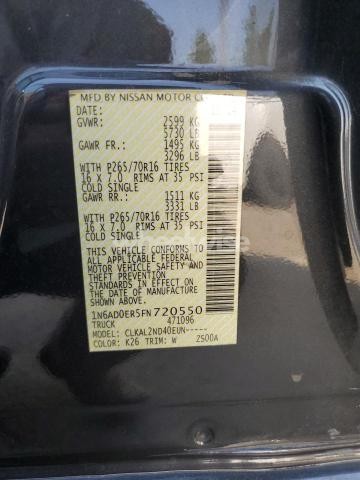 MFD BY NISSAN MOTOR CO
DATE:
GVWR: 2599 KG
5730 LB
GAWR FR.: 1495 KG
3296 LB
WITH P265/70R16 TIRES
16 X 7.0 RIMS AT 35 PSI
COLD SINGLE
GAWR RR.: 1511 KG
3331 LB
WITH P265/70R16 TIRES
16 X 7.0 RIMS AT 35 PSI
COLD SINGLE
THIS VEHICLE CONFORMS TO
ALL APPLICABLE FEDERAL
MOTOR VEHICLE SAFETY AND
THEFT PREVENTION
STANDARDS IN EFFECT ON THE
DATE OF MANUFACTURE SHOWN
ABOVE
1N6AD0ER5FN720550
TRUCK 471096
MODEL: CLKAL2ND40EUN-----
COLOR: K26 TRIM: W ZS00A